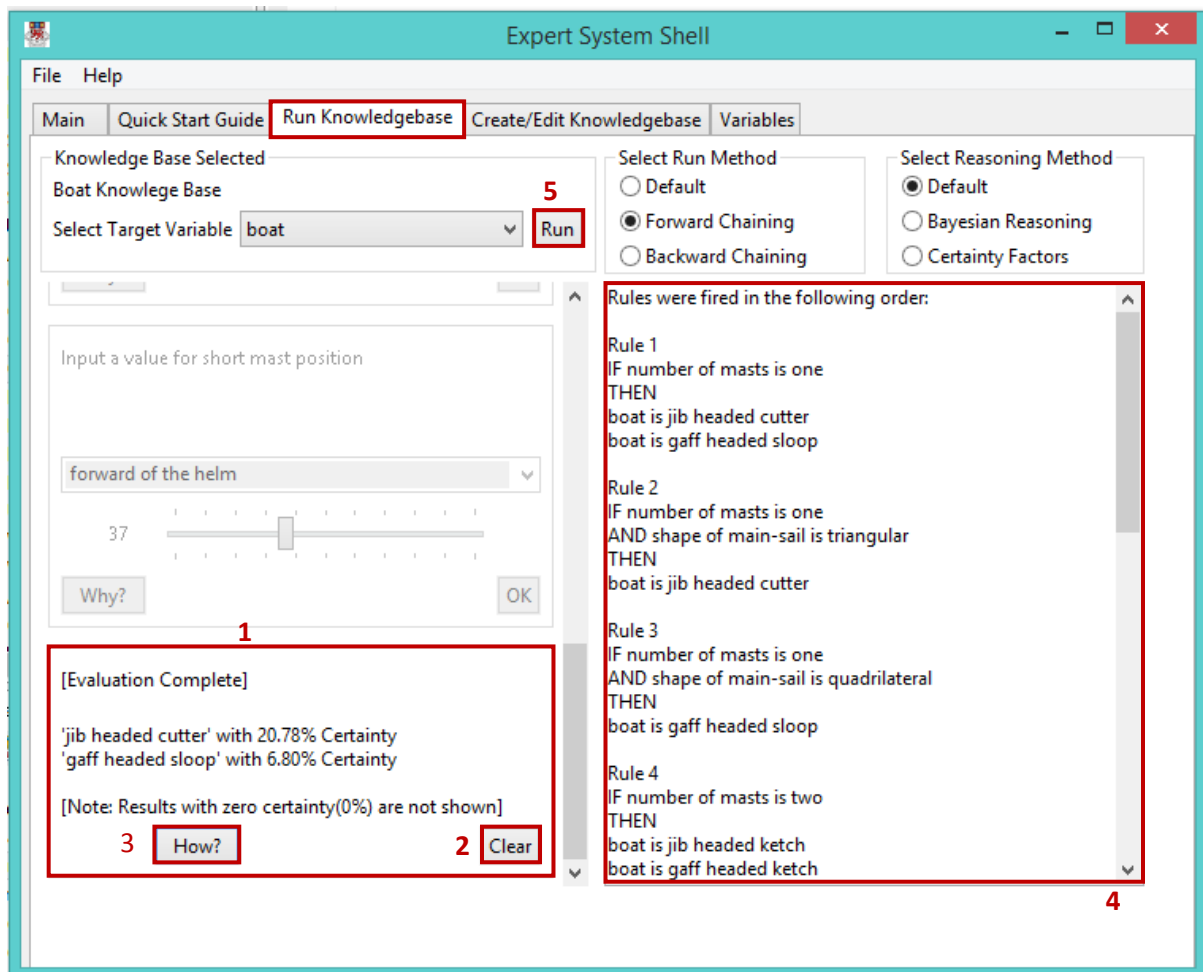 Expert System Shell
File Help
Main Quick Start Guide Run Knowledgebase Create/Edit Knowledgebase Variables
Knowledge Base Selected
Boat Knowlege Base
5
Select Target Variable boat Run
Select Run Method
Default
Forward Chaining
Backward Chaining
Select Reasoning Method
Default
Bayesian Reasoning
Certainty Factors
Input a value for short mast position
forward of the helm
37
Why? OK
1
[Evaluation Complete]
'jib headed cutter' with 20.78% Certainty
'gaff headed sloop' with 6.80% Certainty
[Note: Results with zero certainty(0%) are not shown]
3 How? 2 Clear
Rules were fired in the following order:
Rule 1
IF number of masts is one
THEN
boat is jib headed cutter
boat is gaff headed sloop
Rule 2
IF number of masts is one
AND shape of main-sail is triangular
THEN
boat is jib headed cutter
Rule 3
IF number of masts is one
AND shape of main-sail is quadrilateral
THEN
boat is gaff headed sloop
Rule 4
IF number of masts is two
THEN
boat is jib headed ketch
boat is gaff headed ketch
4